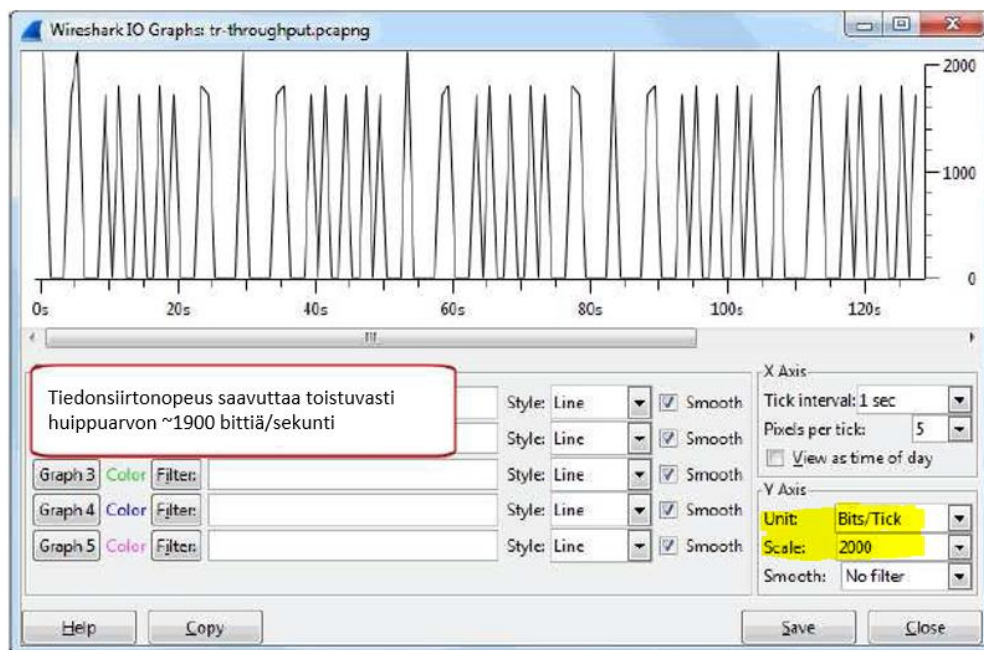 Wireshark IO Graphs: tr-throughput.pcapng
2000
1000
0
0s 20s 40s 60s 80s 100s 120s
Tiedonsiirtonopeus saavuttaa toistuvasti
huippuarvon ~1900 bittiä/sekunti
Style: Line Smooth
Style: Line Smooth
Graph 3 Color Filter: Style: Line Smooth
Graph 4 Color Filter: Style: Line Smooth
Graph 5 Color Filter: Style: Line Smooth
X Axis
Tick interval: 1 sec
Pixels per tick: 5
View as time of day
Y Axis
Unit: Bits/Tick
Scale: 2000
Smooth: No filter
Help Copy Save Close